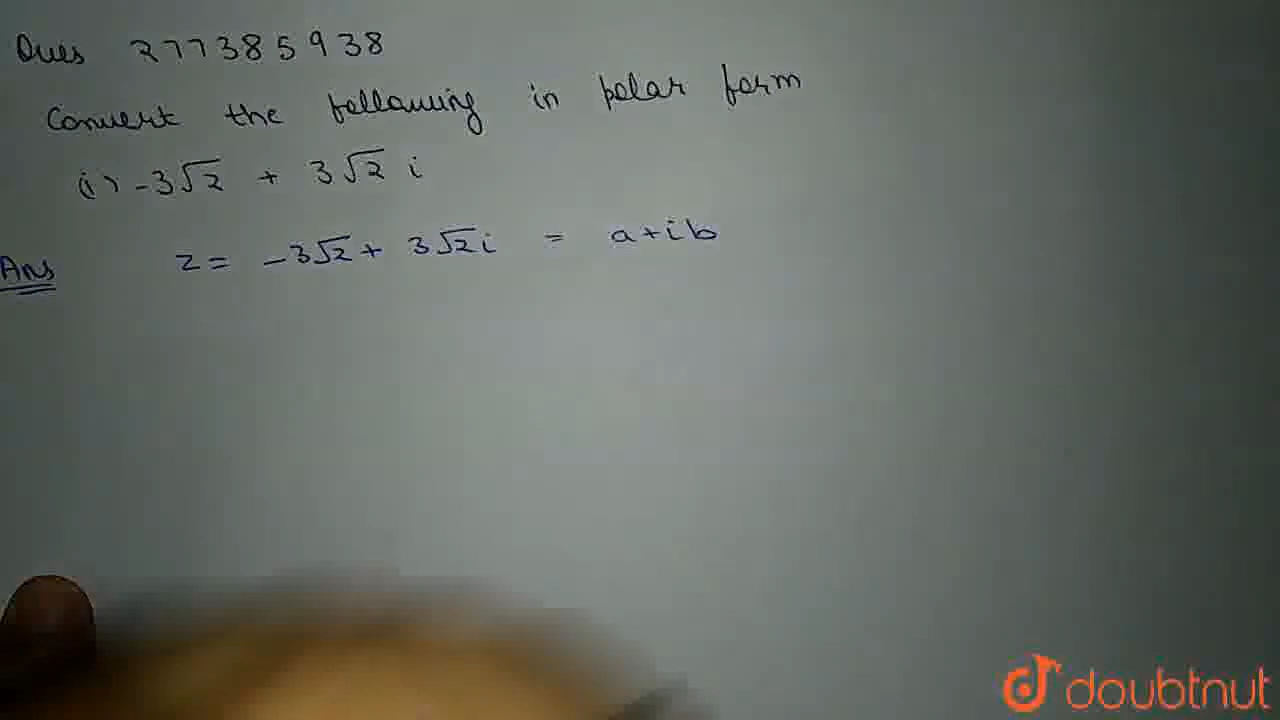 Ques 277385938
Convert the following in polar form
(i) -3√2 + 3√2 i
Ans z = -3√2 + 3√2 i = a+ib
doubtnut